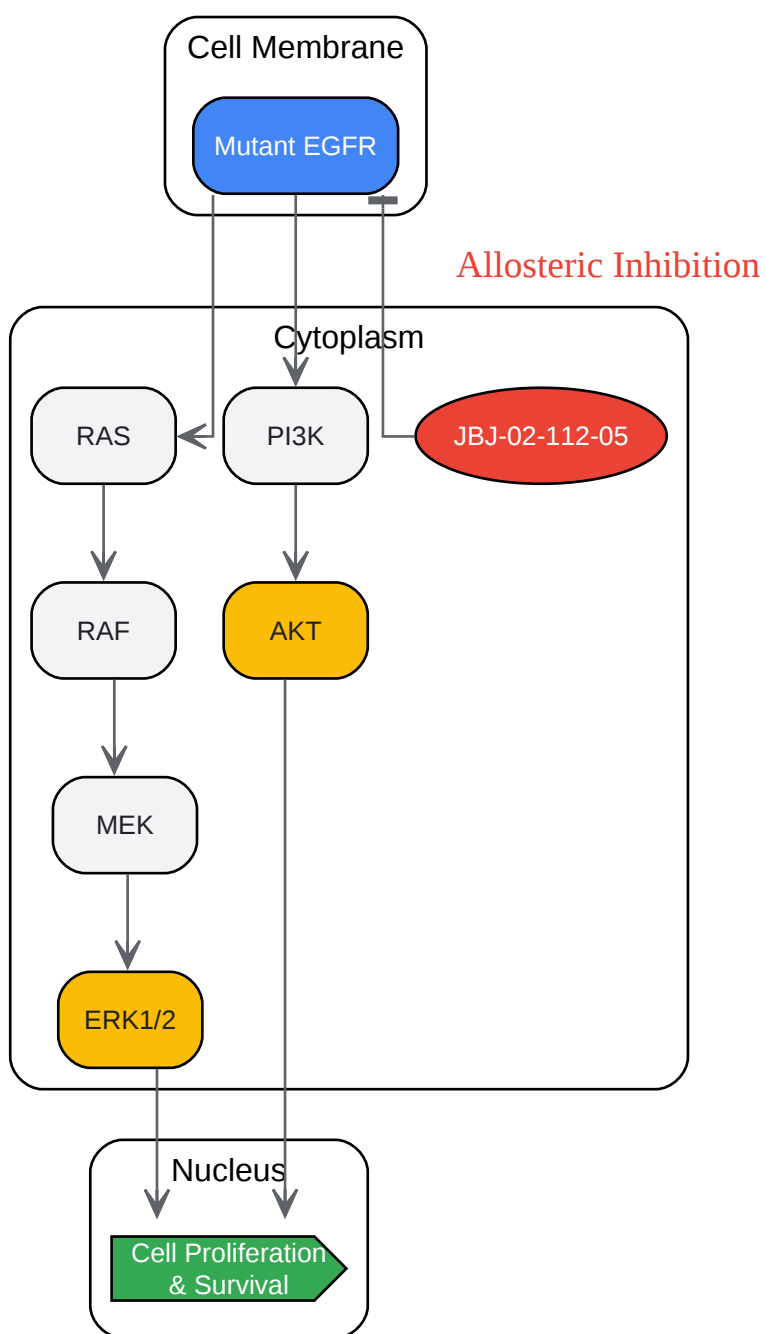 Cell Membrane
Mutant EGFR
Allosteric Inhibition
Cytoplasm
RAS
PI3K
JBJ-02-112-05
RAF
AKT
MEK
ERK1/2
Nucleus
Cell Proliferation
& Survival